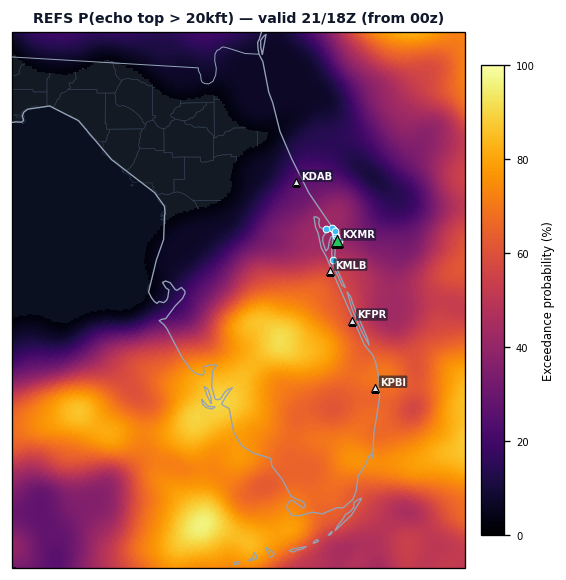 REFS P(echo top > 20kft) — valid 21/18Z (from 00z)
KDAB
KXMR
KMLB
KFPR
KPBI
100
80
60
40
20
0
Exceedance probability (%)